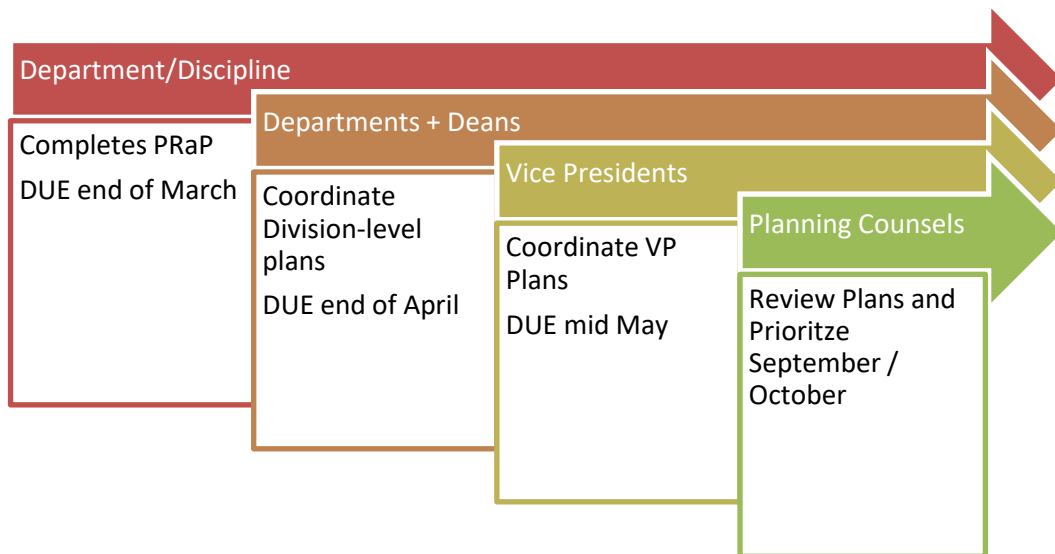 Department/Discipline
Completes PRaP
DUE end of March
Departments + Deans
Coordinate
Division-level
plans
DUE end of April
Vice Presidents
Coordinate VP
Plans
DUE mid May
Planning Counsels
Review Plans and
Prioritze
September /
October